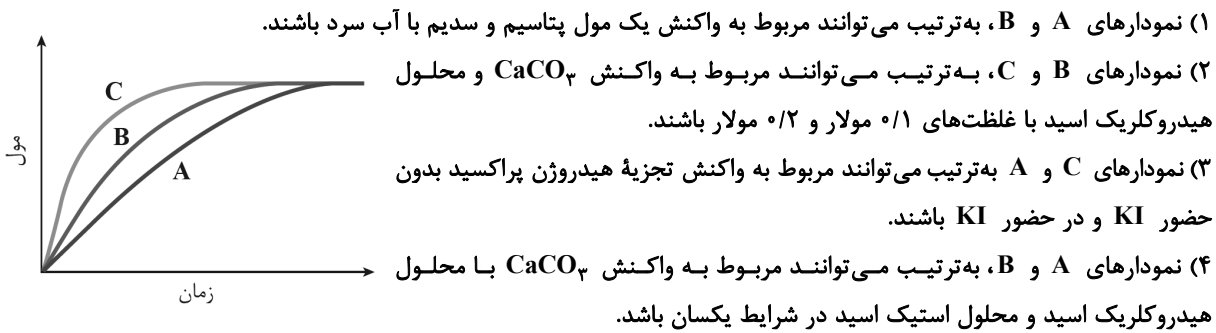 ۱) نمودارهای A و B، به‌ترتیب می‌توانند مربوط به واکنش یک مول پتاسیم و سدیم با آب سرد باشند.
۲) نمودارهای B و C، به‌ترتیب می‌توانند مربوط به واکنش CaCO₃ و محلول
هیدروکلریک اسید با غلظت‌های ۰/۱ مولار و ۰/۲ مولار باشند.
۳) نمودارهای C و A به‌ترتیب می‌توانند مربوط به واکنش تجزیهٔ هیدروژن پراکسید بدون
حضور KI و در حضور KI باشند.
۴) نمودارهای A و B، به‌ترتیب می‌توانند مربوط به واکنش CaCO₃ با محلول
هیدروکلریک اسید و محلول استیک اسید در شرایط یکسان باشد.
مول
C
B
A
زمان